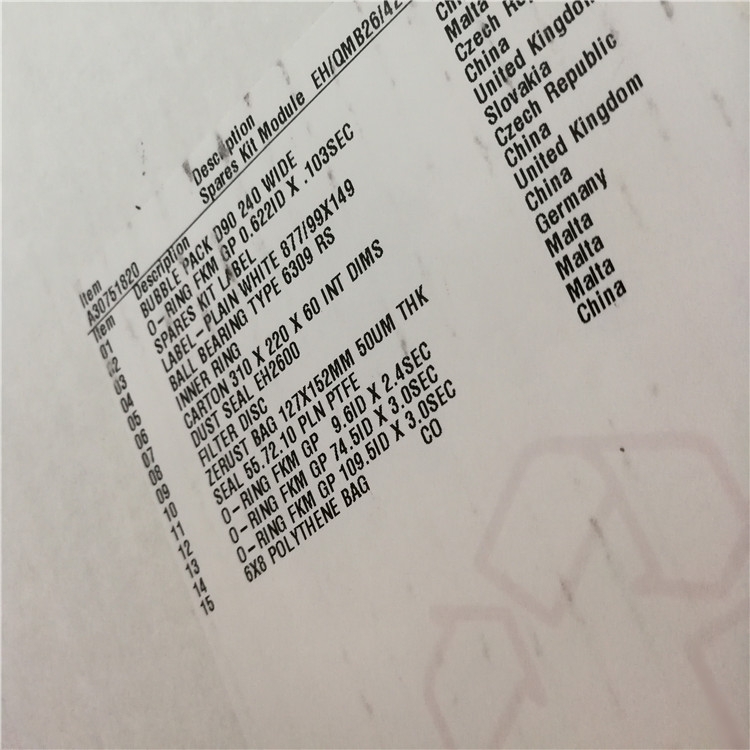 Item Description
A30751820 Spares Kit Module EH/QMB26/42
Item Description
01 BUBBLE PACK D90 240 WIDE
02 O-RING FKM GP 0.622ID X .103SEC
03 SPARES KIT LABEL
04 LABEL-PLAIN WHITE 877/99X149
05 BALL BEARING TYPE 6309 RS
06 INNER RING
07 CARTON 310 X 220 X 60 INT DIMS
08 DUST SEAL EH2600
09 FILTER DISC
10 ZERUST BAG 127X152MM 50UM THK
11 SEAL 55.72.10 PLN PTFE
12 O-RING FKM GP 9.6ID X 2.4SEC
13 O-RING FKM GP 74.5ID X 3.0SEC
14 O-RING FKM GP 109.5ID X 3.0SEC
15 6X8 POLYTHENE BAG CO
Malta
Czech
China
United Kingdom
Slovakia
Czech Republic
China
United Kingdom
China
Germany
Malta
Malta
Malta
China